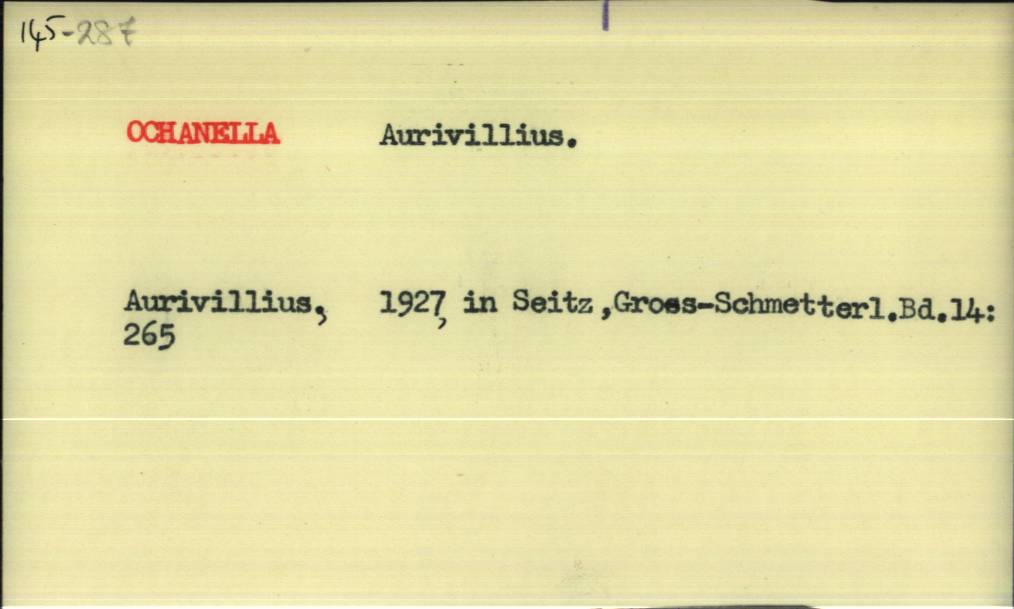 145-287
OCHANELLA Aurivillius.
Aurivillius, 1927, in Seitz,Gross-Schmetterl.Bd.14:
265